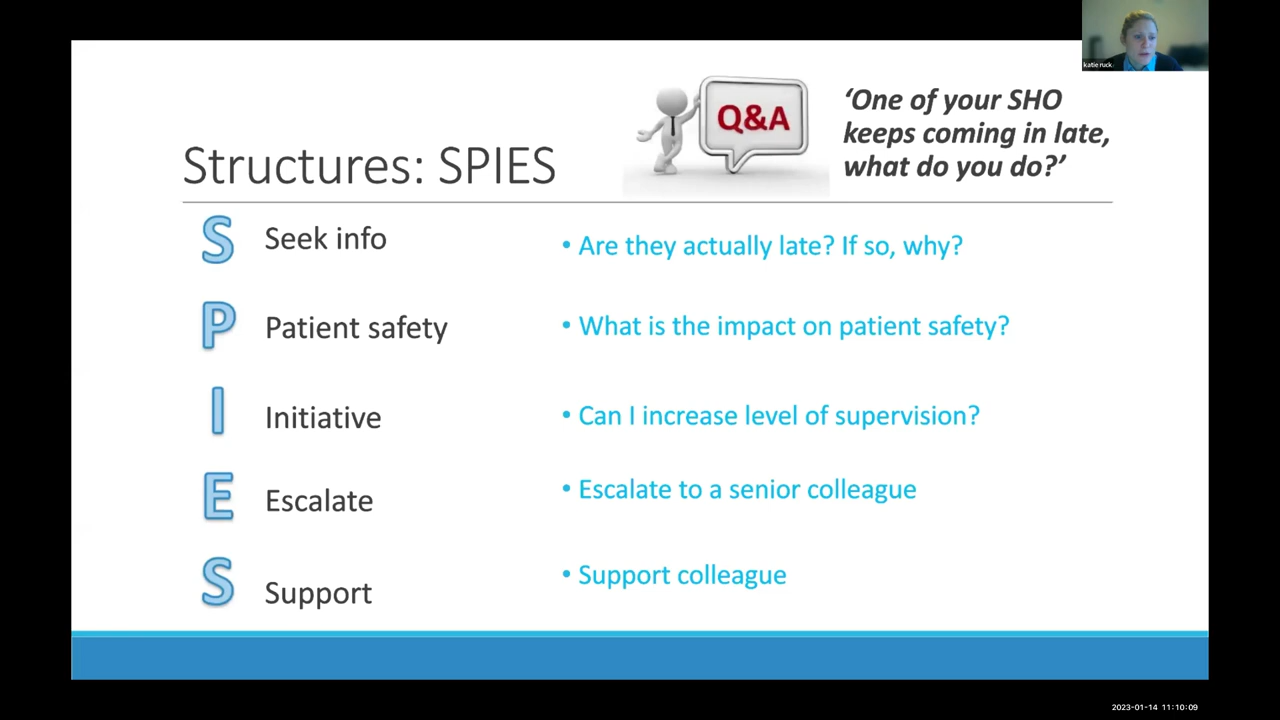 katie ruck
Q&A
‘One of your SHO
keeps coming in late,
what do you do?’
Structures: SPIES
S Seek info
• Are they actually late? If so, why?
P Patient safety
• What is the impact on patient safety?
I Initiative
• Can I increase level of supervision?
E Escalate
• Escalate to a senior colleague
S Support
• Support colleague
2023-01-14 11:10:09